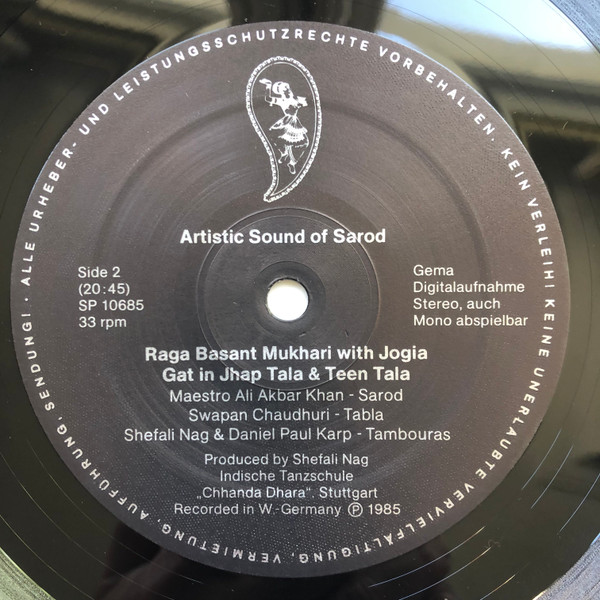 · ALLE URHEBER- UND LEISTUNGSSCHUTZRECHTE VORBEHALTEN. KEIN VERLEIH! KEINE UNERLAUBTE VERVIELFÄLTIGUNG, VERMIETUNG, AUFFÜHRUNG, SENDUNG!
Artistic Sound of Sarod
Side 2
(20:45)
SP 10685
33 rpm
Gema
Digitalaufnahme
Stereo, auch
Mono abspielbar
Raga Basant Mukhari with Jogia
Gat in Jhap Tala & Teen Tala
Maestro Ali Akbar Khan - Sarod
Swapan Chaudhuri - Tabla
Shefali Nag & Daniel Paul Karp - Tambouras
Produced by Shefali Nag
Indische Tanzschule
„Chhanda Dhara“. Stuttgart
Recorded in W.-Germany Ⓟ 1985